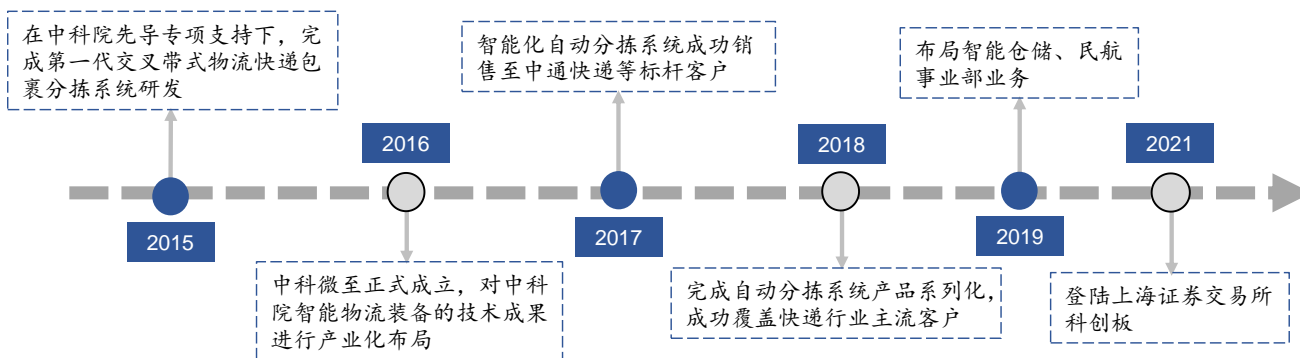 在中科院先导专项支持下，完
成第一代交叉带式物流快递包
裹分拣系统研发
2015
2016
中科微至正式成立，对中科
院智能物流装备的技术成果
进行产业化布局
智能化自动分拣系统成功销
售至中通快递等标杆客户
2017
2018
完成自动分拣系统产品系列化，
成功覆盖快递行业主流客户
布局智能仓储、民航
事业部业务
2019
2021
登陆上海证券交易所
科创板